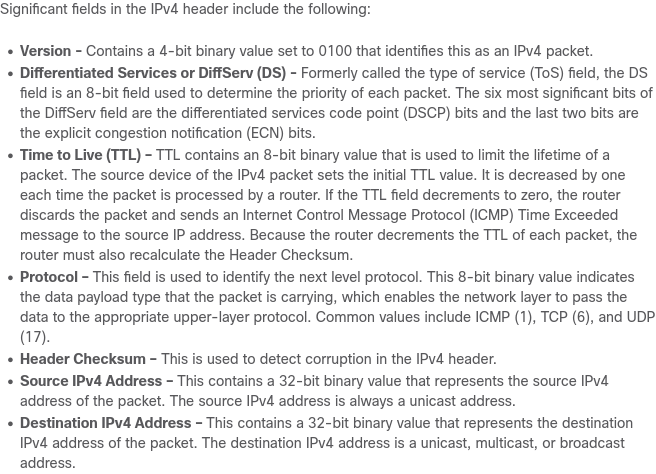 Significant fields in the IPv4 header include the following:
• Version – Contains a 4-bit binary value set to 0100 that identifies this as an IPv4 packet.
• Differentiated Services or DiffServ (DS) – Formerly called the type of service (ToS) field, the DS
field is an 8-bit field used to determine the priority of each packet. The six most significant bits of
the DiffServ field are the differentiated services code point (DSCP) bits and the last two bits are
the explicit congestion notification (ECN) bits.
• Time to Live (TTL) – TTL contains an 8-bit binary value that is used to limit the lifetime of a
packet. The source device of the IPv4 packet sets the initial TTL value. It is decreased by one
each time the packet is processed by a router. If the TTL field decrements to zero, the router
discards the packet and sends an Internet Control Message Protocol (ICMP) Time Exceeded
message to the source IP address. Because the router decrements the TTL of each packet, the
router must also recalculate the Header Checksum.
• Protocol – This field is used to identify the next level protocol. This 8-bit binary value indicates
the data payload type that the packet is carrying, which enables the network layer to pass the
data to the appropriate upper-layer protocol. Common values include ICMP (1), TCP (6), and UDP
(17).
• Header Checksum – This is used to detect corruption in the IPv4 header.
• Source IPv4 Address – This contains a 32-bit binary value that represents the source IPv4
address of the packet. The source IPv4 address is always a unicast address.
• Destination IPv4 Address – This contains a 32-bit binary value that represents the destination
IPv4 address of the packet. The destination IPv4 address is a unicast, multicast, or broadcast
address.